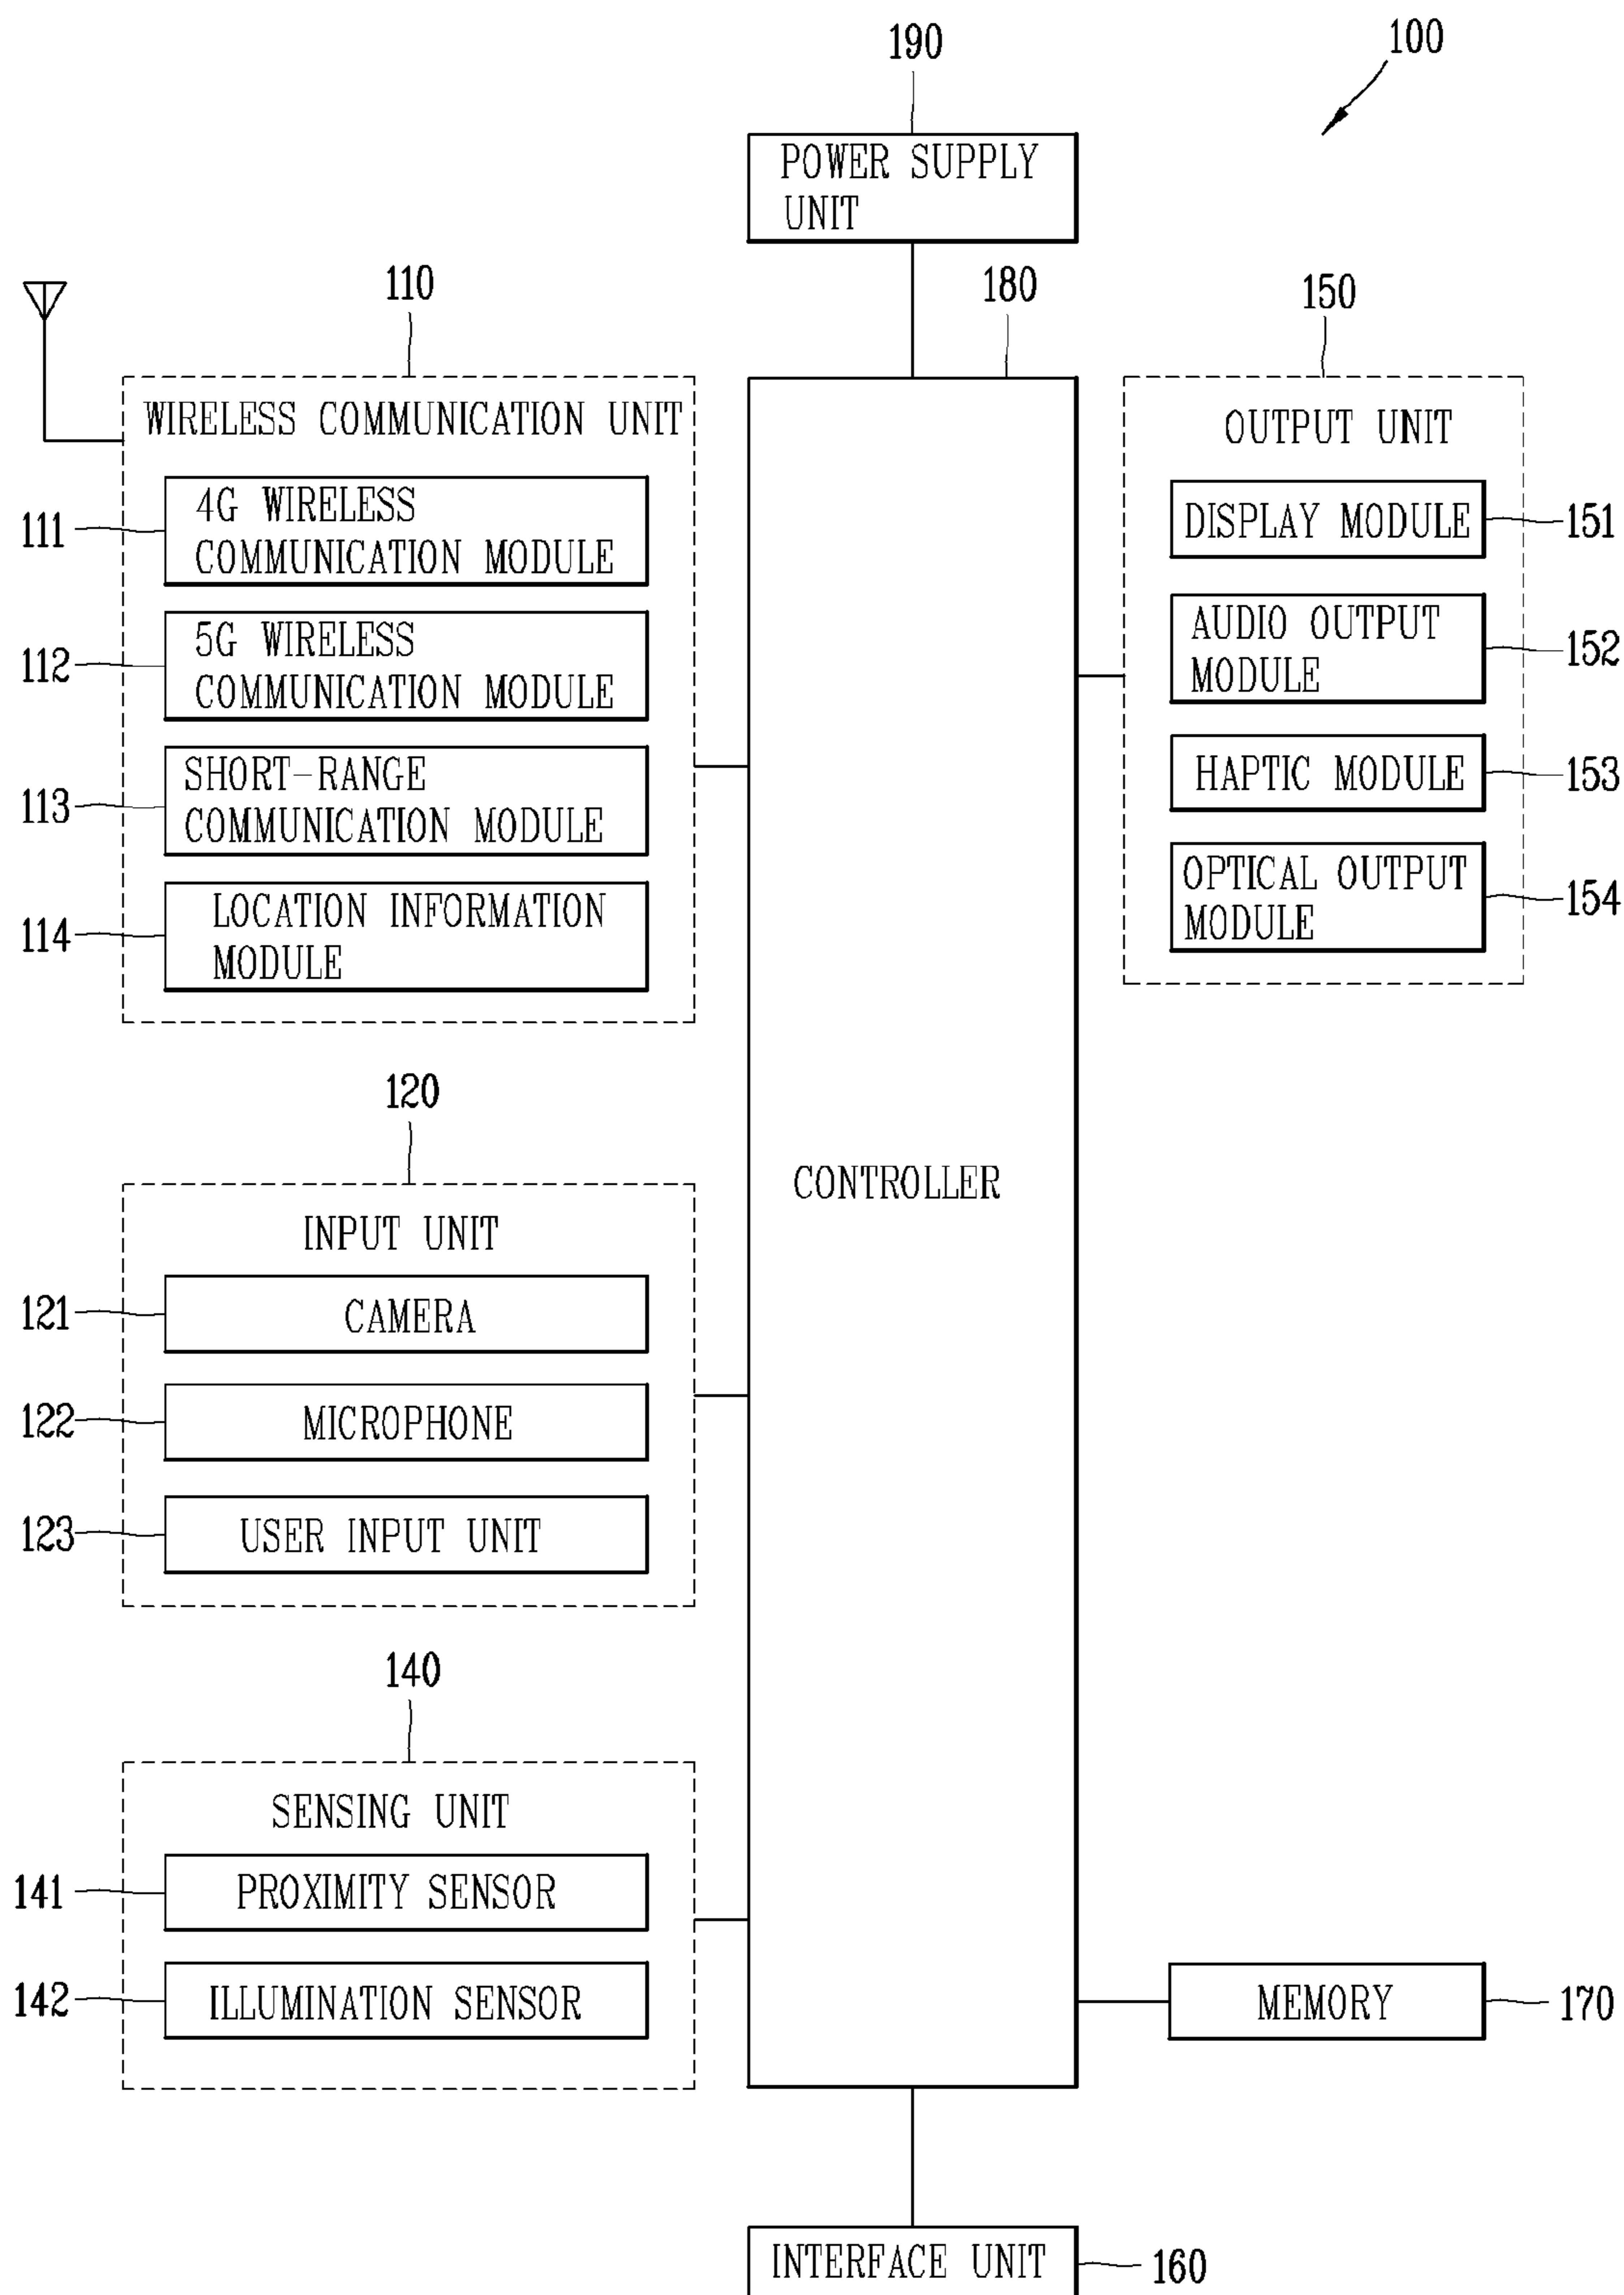 100
190
POWER SUPPLY
UNIT
110
180
150
WIRELESS COMMUNICATION UNIT
111
4G WIRELESS
COMMUNICATION MODULE
112
5G WIRELESS
COMMUNICATION MODULE
113
SHORT-RANGE
COMMUNICATION MODULE
114
LOCATION INFORMATION
MODULE
120
INPUT UNIT
121
CAMERA
122
MICROPHONE
123
USER INPUT UNIT
140
SENSING UNIT
141
PROXIMITY SENSOR
142
ILLUMINATION SENSOR
CONTROLLER
OUTPUT UNIT
DISPLAY MODULE
151
AUDIO OUTPUT
MODULE
152
HAPTIC MODULE
153
OPTICAL OUTPUT
MODULE
154
MEMORY
170
INTERFACE UNIT
160